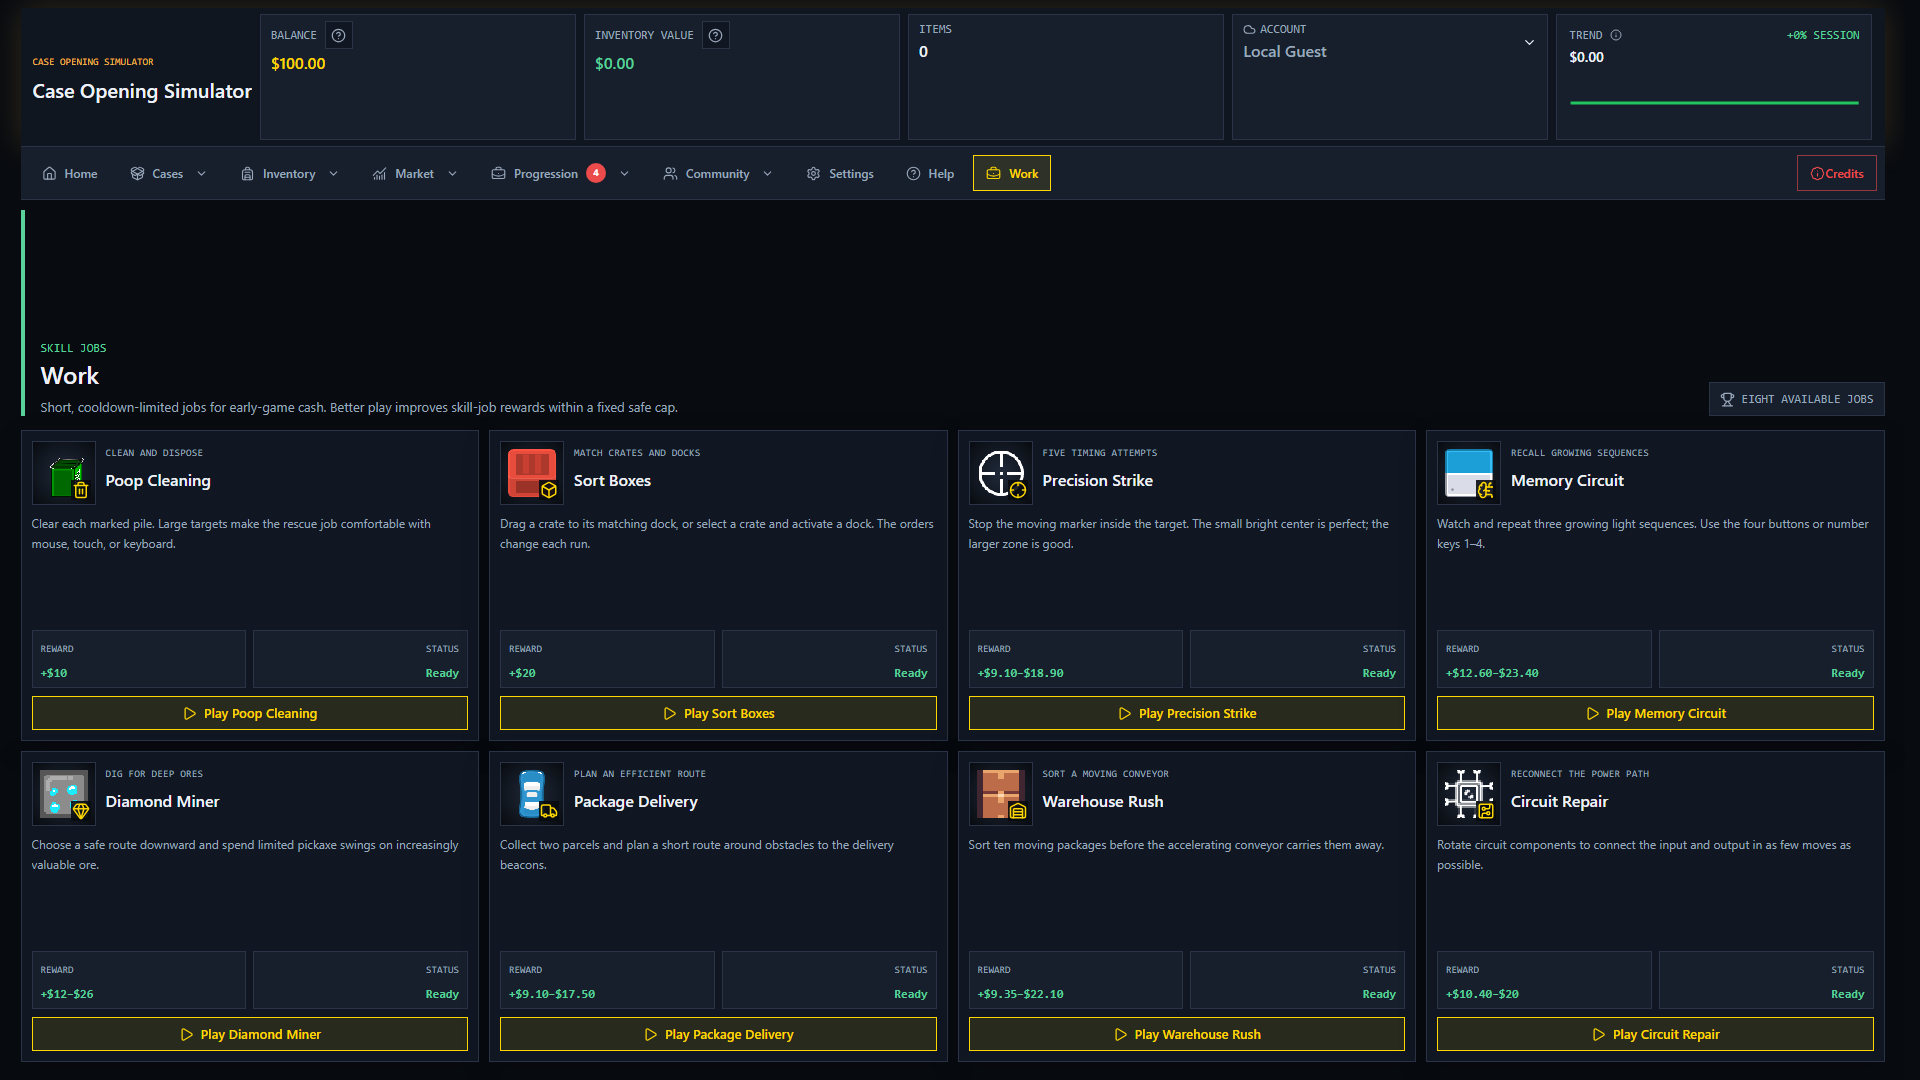 CASE OPENING SIMULATOR
Case Opening Simulator
BALANCE
$100.00
INVENTORY VALUE
$0.00
ITEMS
0
ACCOUNT
Local Guest
TREND
+0% SESSION
$0.00
Home
Cases
Inventory
Market
Progression 4
Community
Settings
Help
Work
Credits
SKILL JOBS
Work
Short, cooldown-limited jobs for early-game cash. Better play improves skill-job rewards within a fixed safe cap.
EIGHT AVAILABLE JOBS
CLEAN AND DISPOSE
Poop Cleaning
Clear each marked pile. Large targets make the rescue job comfortable with
mouse, touch, or keyboard.
REWARD
+$10
STATUS
Ready
Play Poop Cleaning
MATCH CRATES AND DOCKS
Sort Boxes
Drag a crate to its matching dock, or select a crate and activate a dock. The orders
change each run.
REWARD
+$20
STATUS
Ready
Play Sort Boxes
FIVE TIMING ATTEMPTS
Precision Strike
Stop the moving marker inside the target. The small bright center is perfect; the
larger zone is good.
REWARD
+$9.10–$18.90
STATUS
Ready
Play Precision Strike
RECALL GROWING SEQUENCES
Memory Circuit
Watch and repeat three growing light sequences. Use the four buttons or number
keys 1–4.
REWARD
+$12.60–$23.40
STATUS
Ready
Play Memory Circuit
DIG FOR DEEP ORES
Diamond Miner
Choose a safe route downward and spend limited pickaxe swings on increasingly
valuable ore.
REWARD
+$12–$26
STATUS
Ready
Play Diamond Miner
PLAN AN EFFICIENT ROUTE
Package Delivery
Collect two parcels and plan a short route around obstacles to the delivery
beacons.
REWARD
+$9.10–$17.50
STATUS
Ready
Play Package Delivery
SORT A MOVING CONVEYOR
Warehouse Rush
Sort ten moving packages before the accelerating conveyor carries them away.
REWARD
+$9.35–$22.10
STATUS
Ready
Play Warehouse Rush
RECONNECT THE POWER PATH
Circuit Repair
Rotate circuit components to connect the input and output in as few moves as
possible.
REWARD
+$10.40–$20
STATUS
Ready
Play Circuit Repair